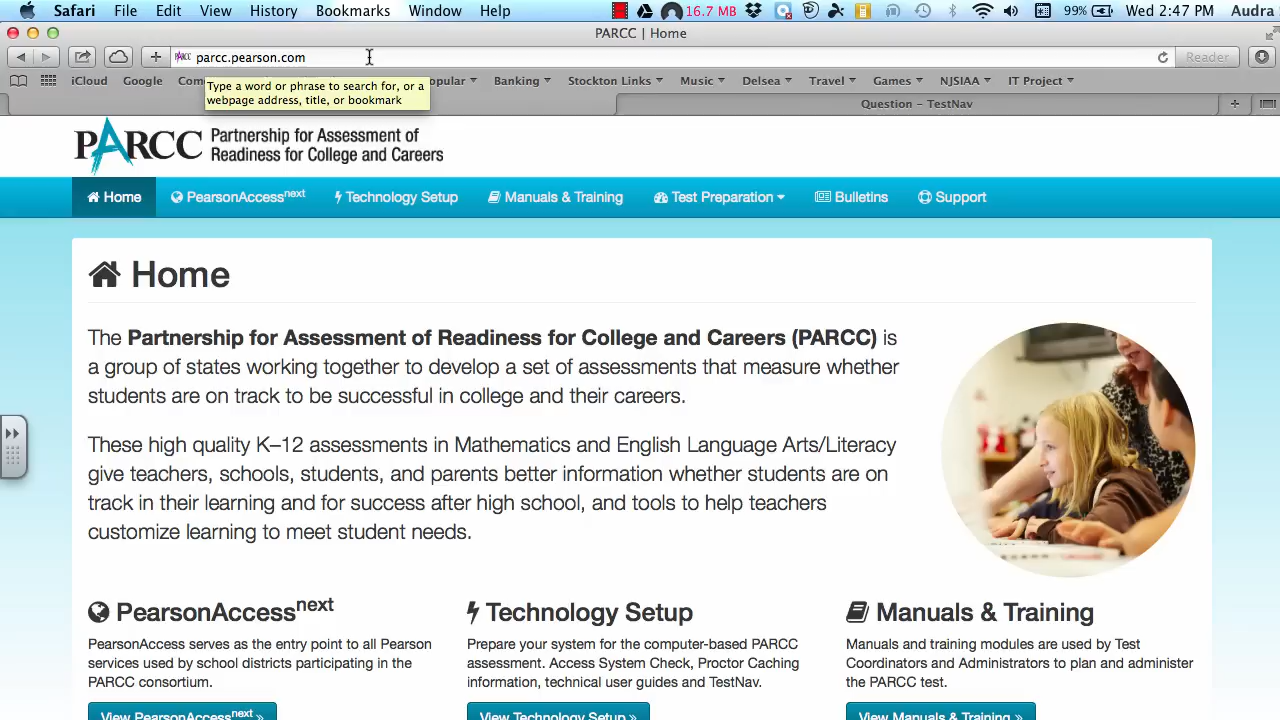 Safari File Edit View History Bookmarks Window Help 16.7 MB 99% Wed 2:47 PM Audra
PARCC | Home
PARCC parcc.pearson.com Reader
iCloud Google Com opular Banking Stockton Links Music Delsea Travel Games NJSIAA IT Project
Type a word or phrase to search for, or a
webpage address, title, or bookmark
Question - TestNav
PARCC Partnership for Assessment of
Readiness for College and Careers
Home PearsonAccessnext Technology Setup Manuals & Training Test Preparation Bulletins Support
Home
The Partnership for Assessment of Readiness for College and Careers (PARCC) is
a group of states working together to develop a set of assessments that measure whether
students are on track to be successful in college and their careers.
These high quality K–12 assessments in Mathematics and English Language Arts/Literacy
give teachers, schools, students, and parents better information whether students are on
track in their learning and for success after high school, and tools to help teachers
customize learning to meet student needs.
PearsonAccessnext
PearsonAccess serves as the entry point to all Pearson
services used by school districts participating in the
PARCC consortium.
View PearsonAccessnext »
Technology Setup
Prepare your system for the computer-based PARCC
assessment. Access System Check, Proctor Caching
information, technical user guides and TestNav.
View Technology Setup »
Manuals & Training
Manuals and training modules are used by Test
Coordinators and Administrators to plan and administer
the PARCC test.
View Manuals & Training »